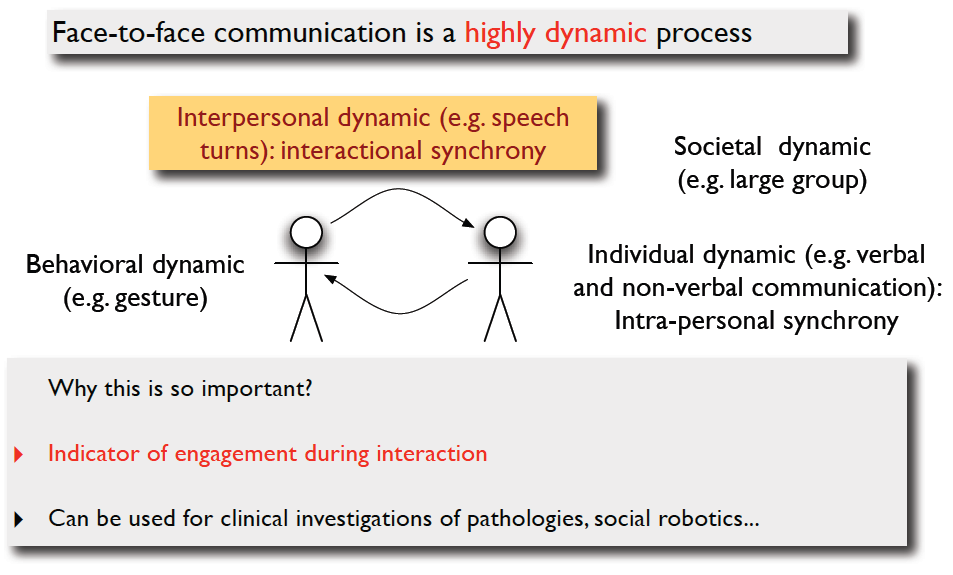 Face-to-face communication is a highly dynamic process
Interpersonal dynamic (e.g. speech
turns): interactional synchrony
Societal dynamic
(e.g. large group)
Behavioral dynamic
(e.g. gesture)
Individual dynamic (e.g. verbal
and non-verbal communication):
Intra-personal synchrony
Why this is so important?
Indicator of engagement during interaction
Can be used for clinical investigations of pathologies, social robotics...